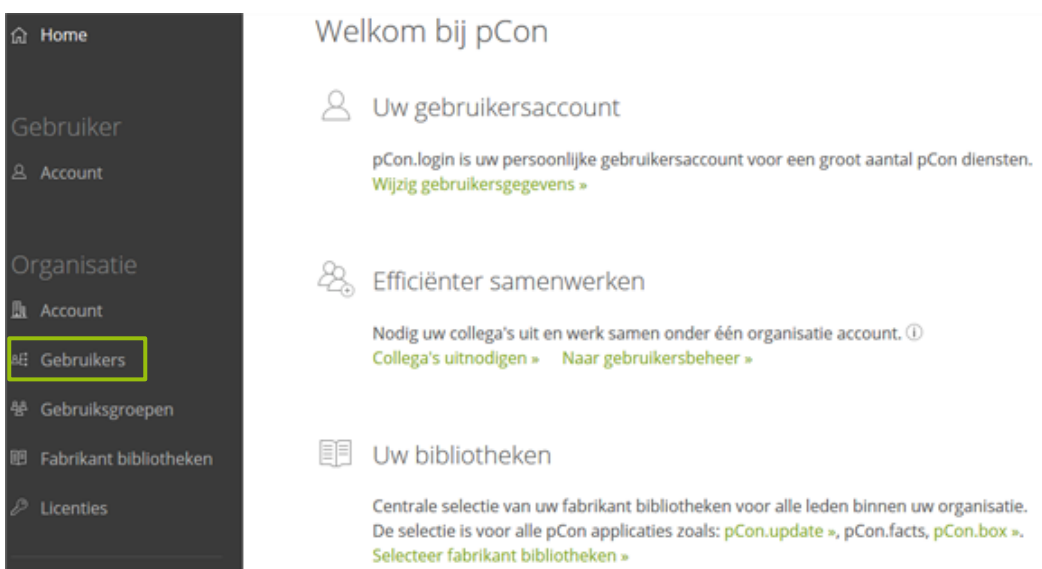 Home
Gebruiker
Account
Organisatie
Account
Gebruikers
Gebruiksgroepen
Fabrikant bibliotheken
Licenties
Welkom bij pCon
Uw gebruikersaccount
pCon.login is uw persoonlijke gebruikersaccount voor een groot aantal pCon diensten.
Wijzig gebruikersgegevens »
Efficiënter samenwerken
Nodig uw collega's uit en werk samen onder één organisatie account.
Collega's uitnodigen » Naar gebruikersbeheer »
Uw bibliotheken
Centrale selectie van uw fabrikant bibliotheken voor alle leden binnen uw organisatie.
De selectie is voor alle pCon applicaties zoals: pCon.update », pCon.facts, pCon.box ».
Selecteer fabrikant bibliotheken »